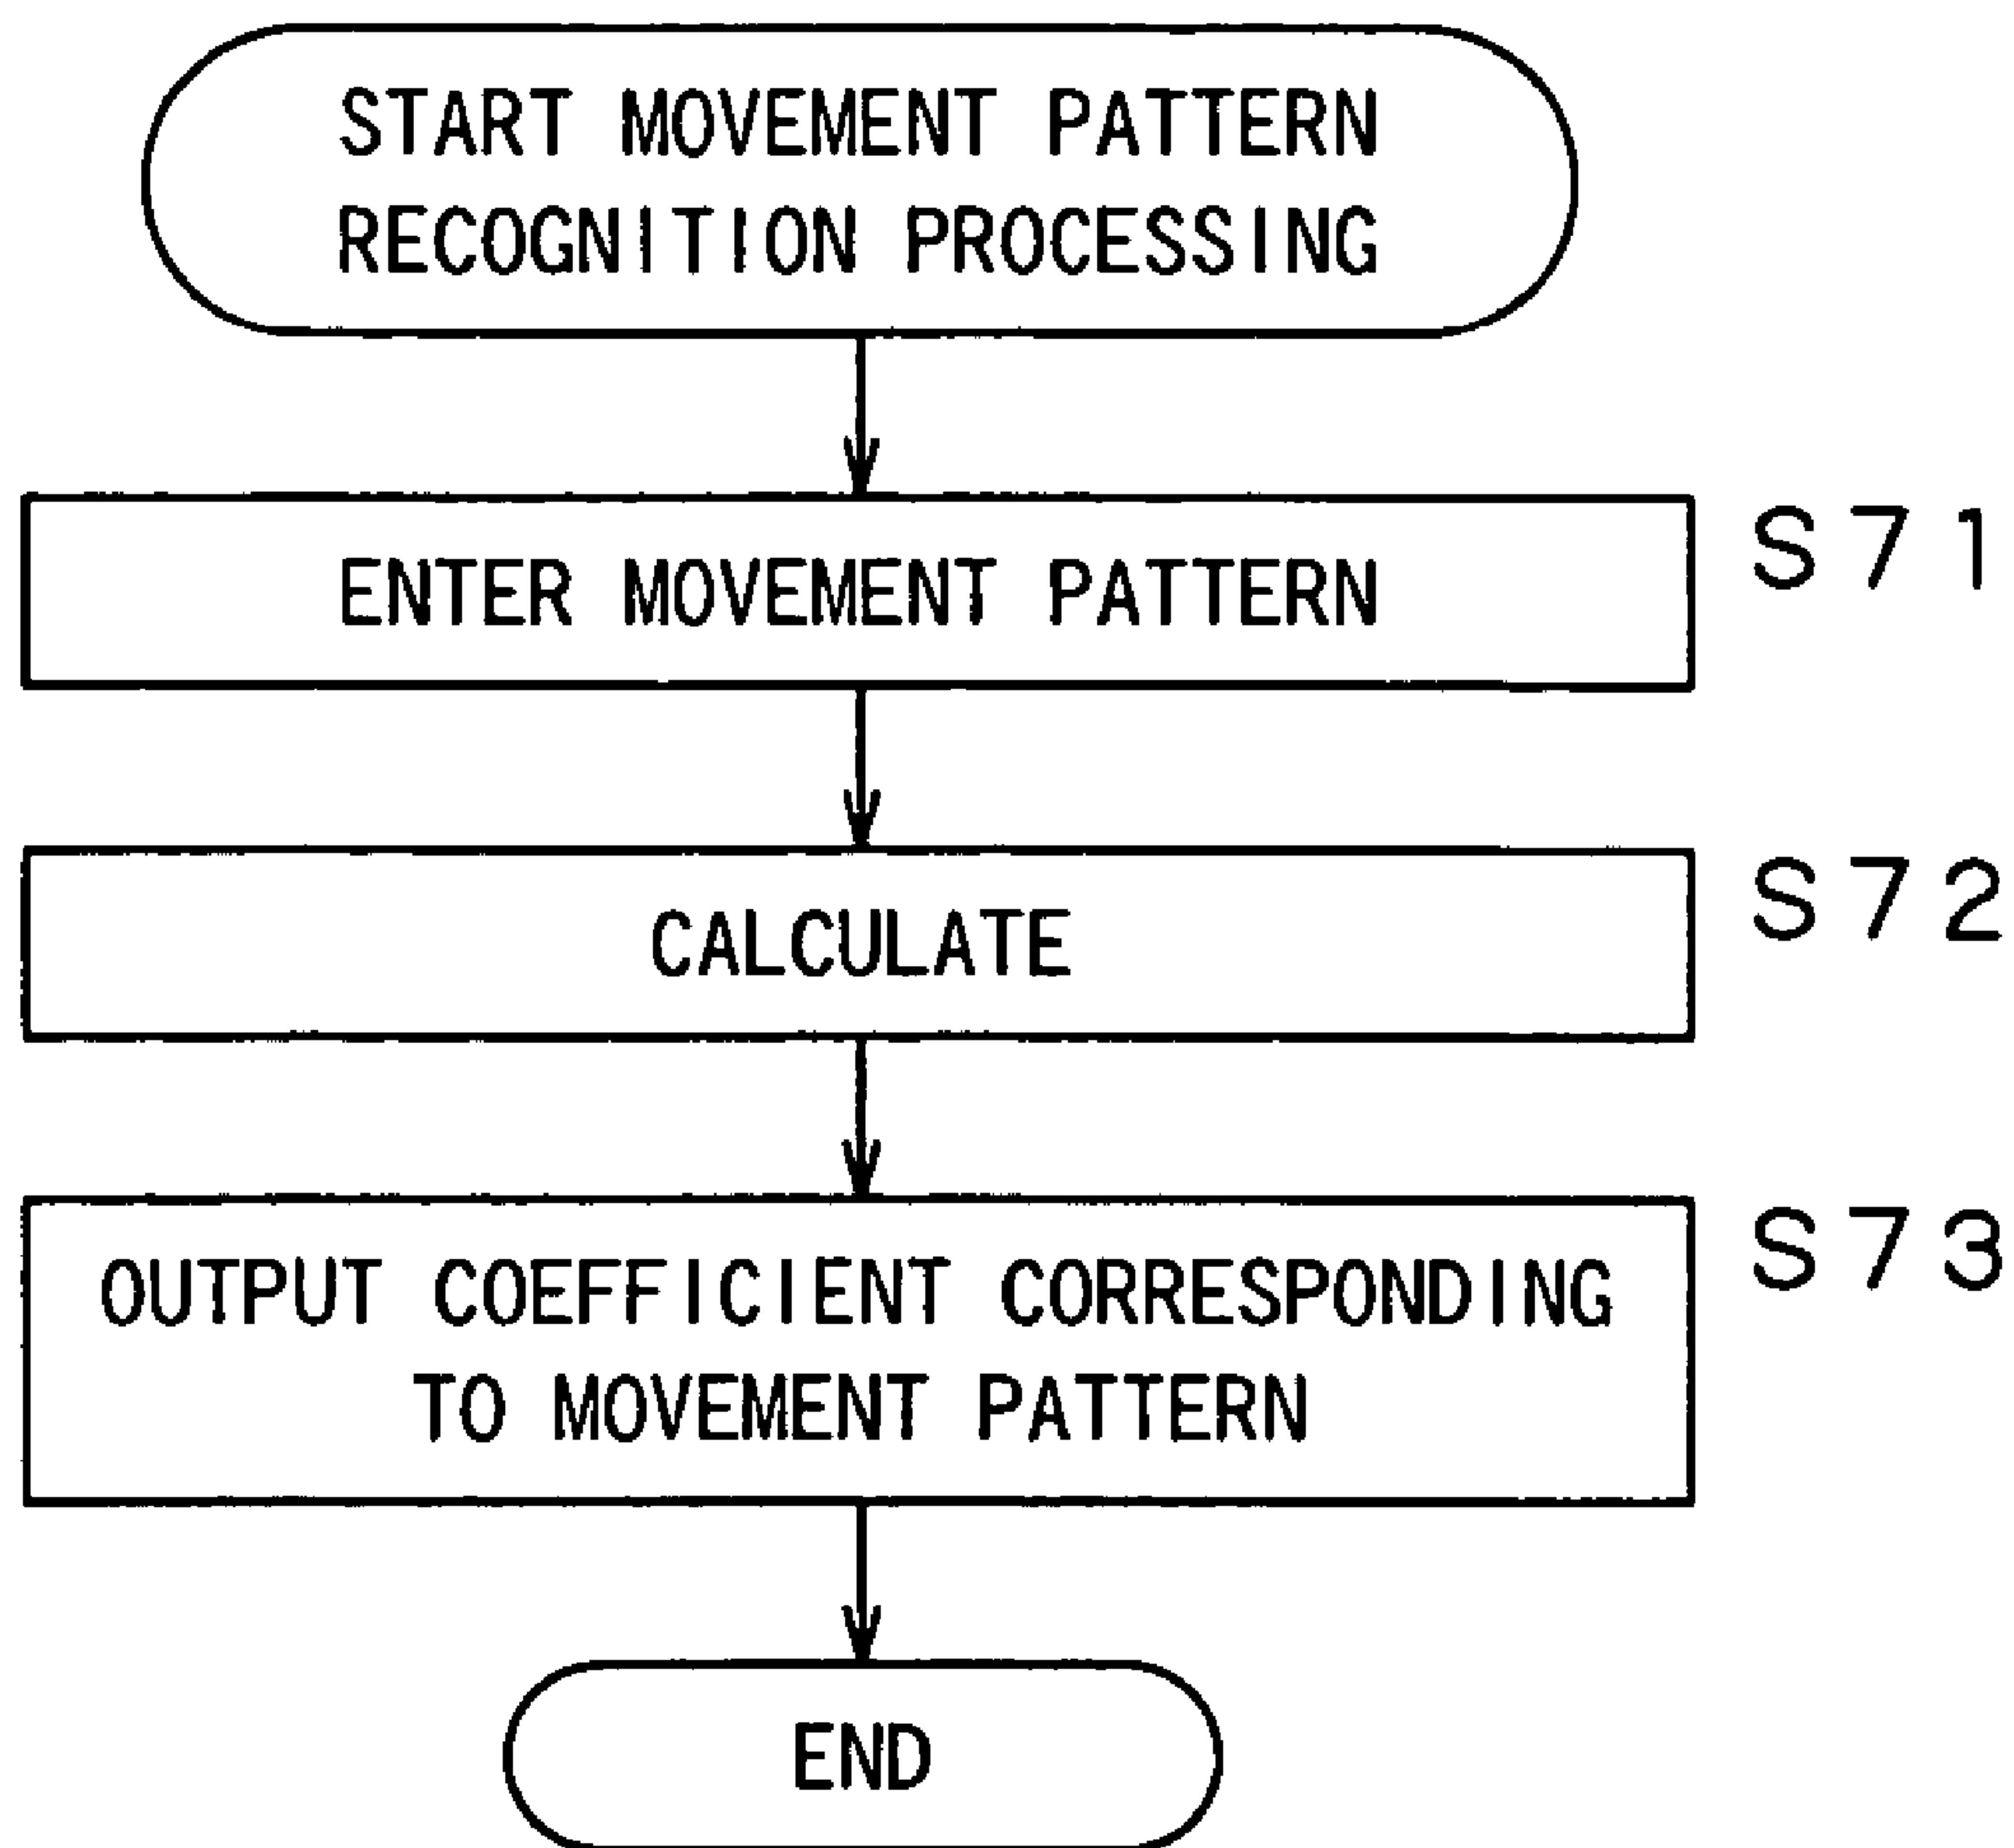 START MOVEMENT PATTERN
RECOGNITION PROCESSING
ENTER MOVEMENT PATTERN
S71
CALCULATE
S72
OUTPUT COEFFICIENT CORRESPONDING
TO MOVEMENT PATTERN
S73
END